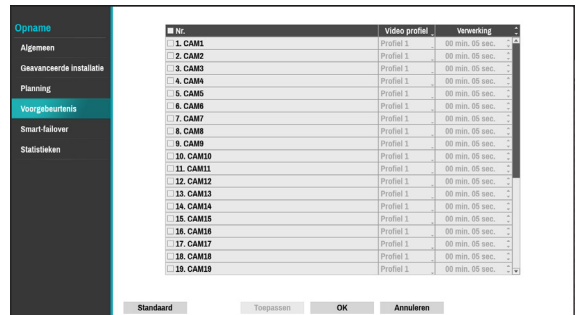 Opname
Algemeen
Geavanceerde installatie
Planning
Voorgebeurtenis
Smart-failover
Statistieken
Nr. Video profiel Verwerking
1. CAM1 Profiel 1 00 min. 05 sec.
2. CAM2 Profiel 1 00 min. 05 sec.
3. CAM3 Profiel 1 00 min. 05 sec.
4. CAM4 Profiel 1 00 min. 05 sec.
5. CAM5 Profiel 1 00 min. 05 sec.
6. CAM6 Profiel 1 00 min. 05 sec.
7. CAM7 Profiel 1 00 min. 05 sec.
8. CAM8 Profiel 1 00 min. 05 sec.
9. CAM9 Profiel 1 00 min. 05 sec.
10. CAM10 Profiel 1 00 min. 05 sec.
11. CAM11 Profiel 1 00 min. 05 sec.
12. CAM12 Profiel 1 00 min. 05 sec.
13. CAM13 Profiel 1 00 min. 05 sec.
14. CAM14 Profiel 1 00 min. 05 sec.
15. CAM15 Profiel 1 00 min. 05 sec.
16. CAM16 Profiel 1 00 min. 05 sec.
17. CAM17 Profiel 1 00 min. 05 sec.
18. CAM18 Profiel 1 00 min. 05 sec.
19. CAM19 Profiel 1 00 min. 05 sec.
Standaard Toepassen OK Annuleren